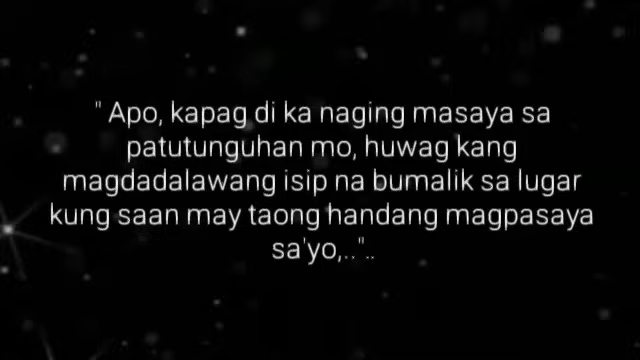 " Apo, kapag di ka naging masaya sa
patutunguhan mo, huwag kang
magdadalawang isip na bumalik sa lugar
kung saan may taong handang magpasaya
sa'yo,..."..